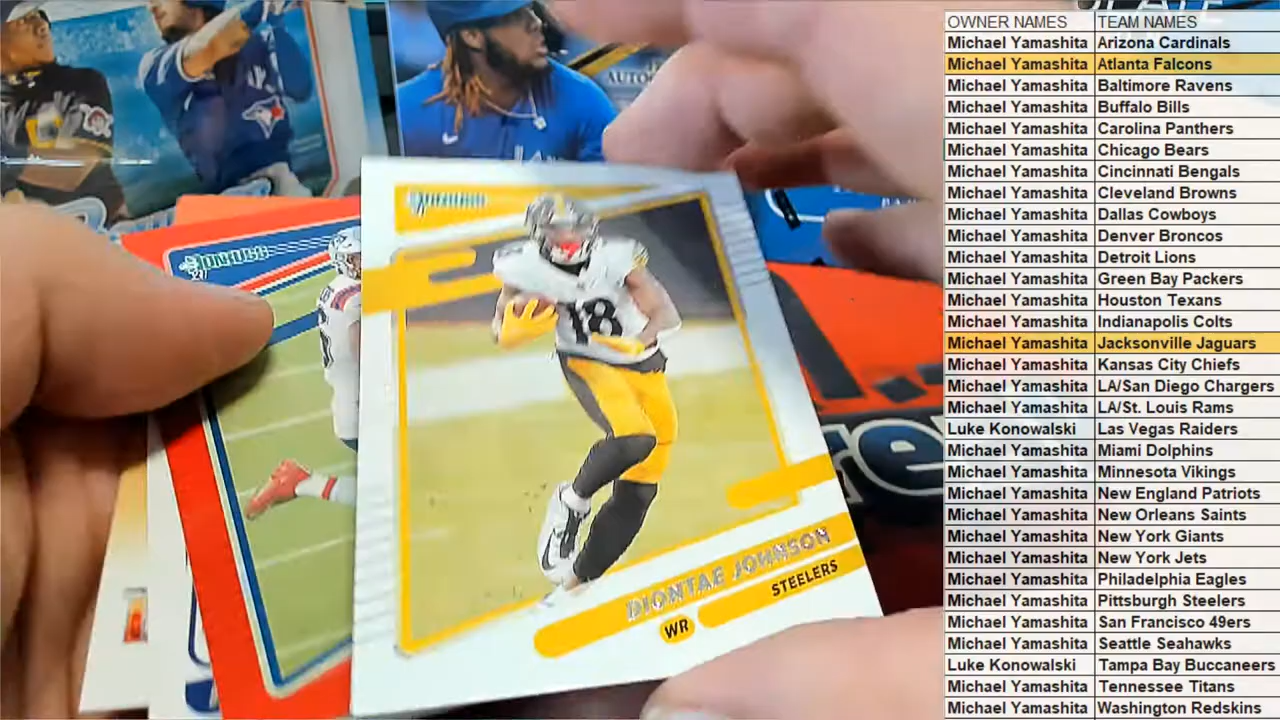 OWNER NAMES TEAM NAMES
Michael Yamashita Arizona Cardinals
Michael Yamashita Atlanta Falcons
Michael Yamashita Baltimore Ravens
Michael Yamashita Buffalo Bills
Michael Yamashita Carolina Panthers
Michael Yamashita Chicago Bears
Michael Yamashita Cincinnati Bengals
Michael Yamashita Cleveland Browns
Michael Yamashita Dallas Cowboys
Michael Yamashita Denver Broncos
Michael Yamashita Detroit Lions
Michael Yamashita Green Bay Packers
Michael Yamashita Houston Texans
Michael Yamashita Indianapolis Colts
Michael Yamashita Jacksonville Jaguars
Michael Yamashita Kansas City Chiefs
Michael Yamashita LA/San Diego Chargers
Michael Yamashita LA/St. Louis Rams
Luke Konowalski Las Vegas Raiders
Michael Yamashita Miami Dolphins
Michael Yamashita Minnesota Vikings
Michael Yamashita New England Patriots
Michael Yamashita New Orleans Saints
Michael Yamashita New York Giants
Michael Yamashita New York Jets
Michael Yamashita Philadelphia Eagles
Michael Yamashita Pittsburgh Steelers
Michael Yamashita San Francisco 49ers
Michael Yamashita Seattle Seahawks
Luke Konowalski Tampa Bay Buccaneers
Michael Yamashita Tennessee Titans
Michael Yamashita Washington Redskins
18
DIONTAE JOHNSON
WR STEELERS